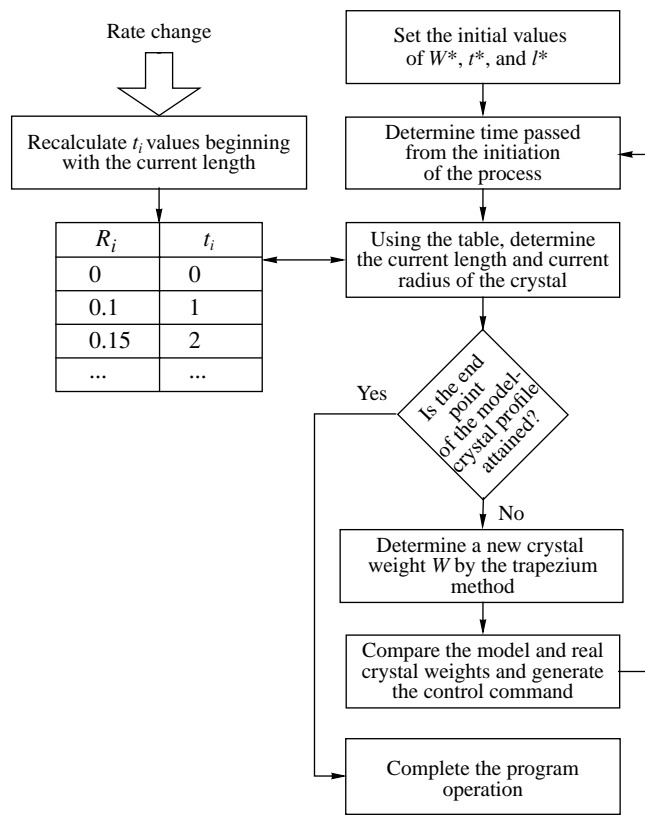 Rate change
Recalculate t_i values beginning
with the current length
R_i t_i
0 0
0.1 1
0.15 2
... ...
Set the initial values
of W*, t*, and l*
Determine time passed
from the initiation
of the process
Using the table, determine
the current length and current
radius of the crystal
Is the end
point
of the model-
crystal profile
attained?
Yes
No
Determine a new crystal
weight W by the trapezium
method
Compare the model and real
crystal weights and generate
the control command
Complete the program
operation